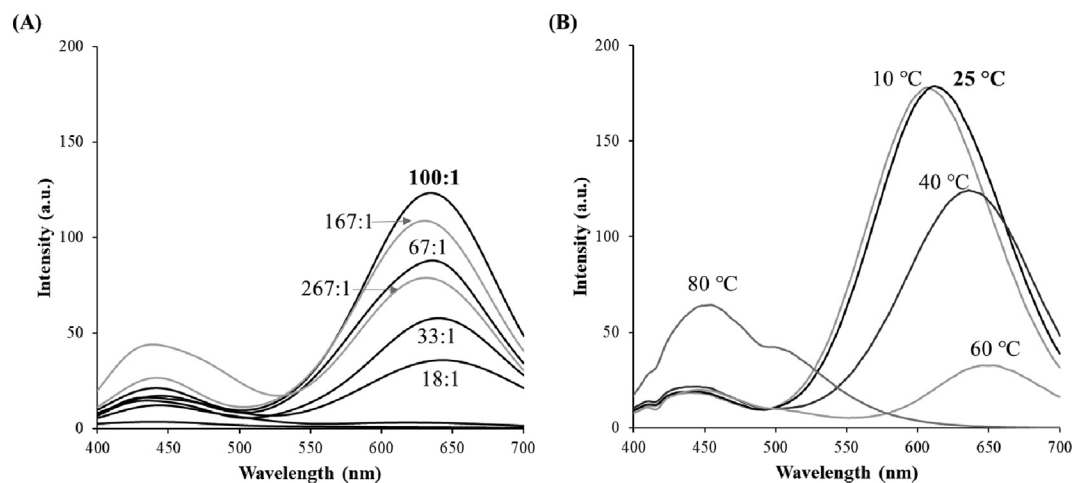 (A)
200
150
100
50
0
Intensity (a.u.)
100:1
167:1
67:1
267:1
33:1
18:1
400 450 500 550 600 650 700
Wavelength (nm)
(B)
200
150
100
50
0
Intensity (a.u.)
10 °C 25 °C
40 °C
80 °C
60 °C
400 450 500 550 600 650 700
Wavelength (nm)